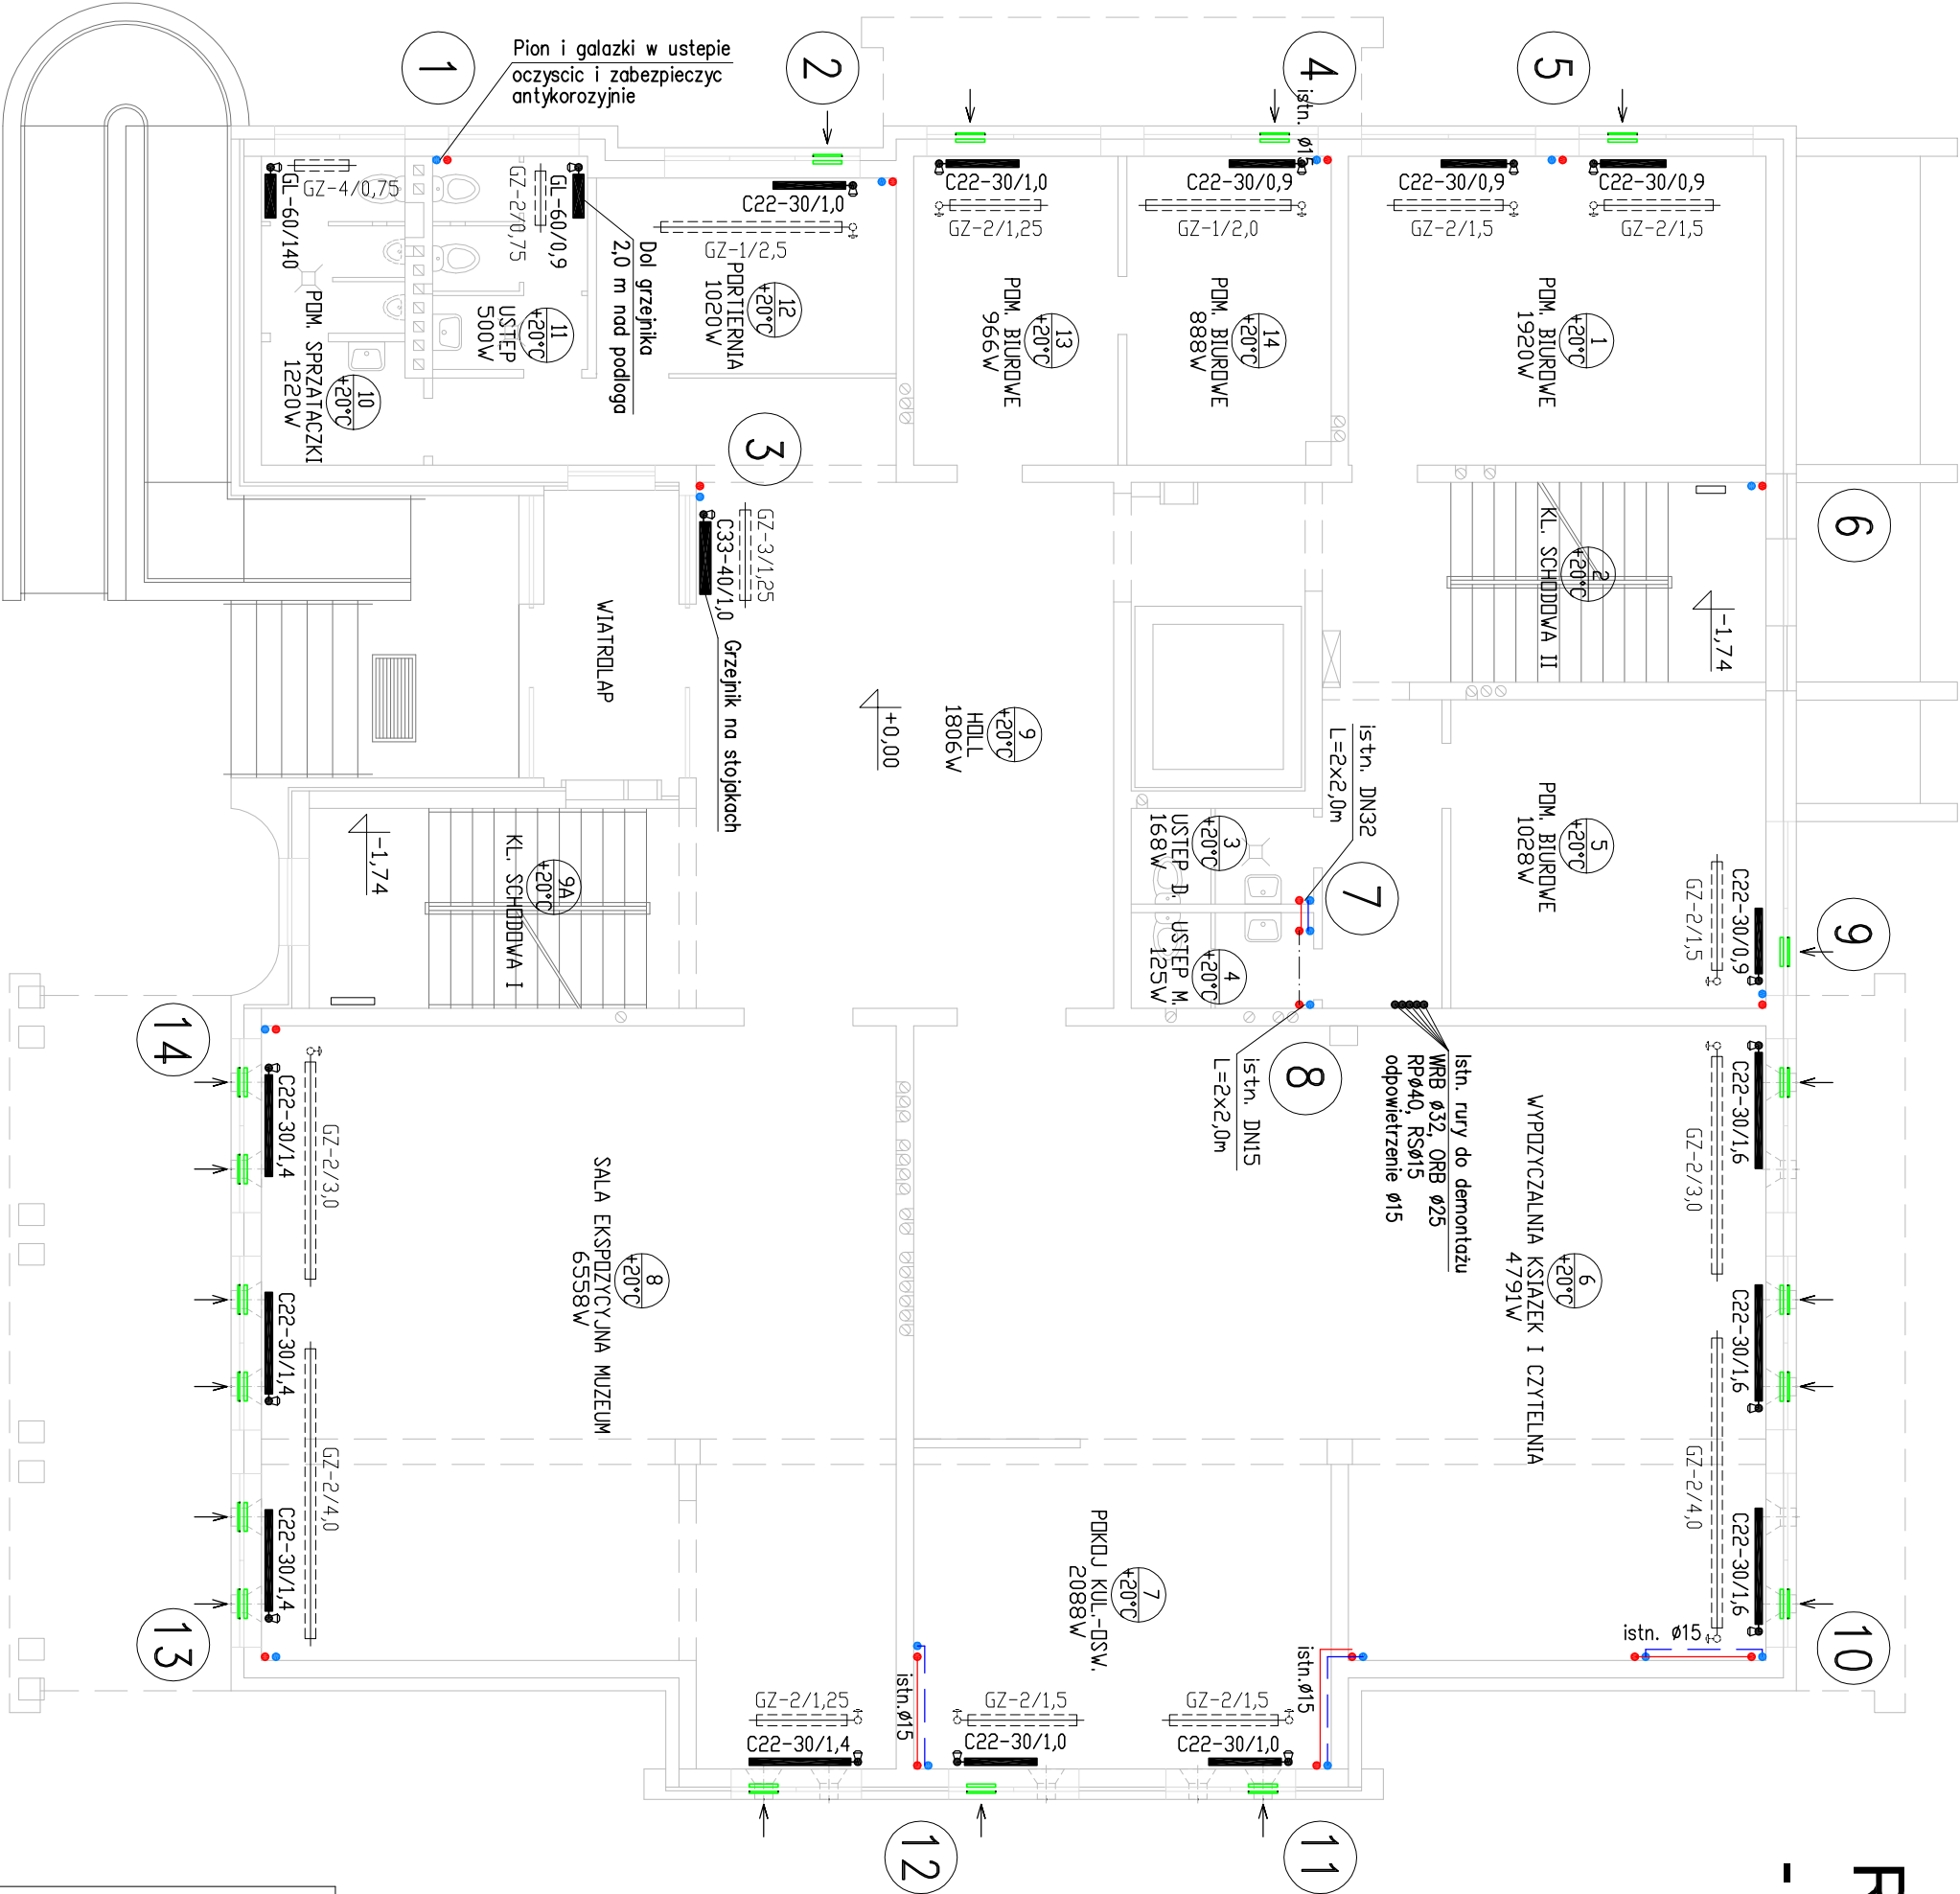 Pion i galazki w ustepie
oczyscic i zabezpieczyc
antykorozyjnie
1
2
4
5
istn. ø15
GZ-4/0,75
GL-60/140
GZ-2/0,75
GL-60/0,9
Dol grzejnika
2,0 m nad podloga
C22-30/1,0
GZ-1/2,5
12
+20°C
PORTIERNIA
1020W
11
+20°C
USTEP
500W
10
+20°C
POM. SPRZATACZKI
1220W
C22-30/1,0
GZ-2/1,25
13
+20°C
POM. BIUROWE
966W
C22-30/0,9
GZ-1/2,0
14
+20°C
POM. BIUROWE
888W
C22-30/0,9
GZ-2/1,5
C22-30/0,9
GZ-2/1,5
1
+20°C
POM. BIUROWE
1920W
3
6
GZ-3/1,25
C33-40/1,0
Grzejnik na stojakach
WIATROLAP
2
+20°C
KL. SCHODOWA II
-1,74
9
+20°C
HOLL
1806W
+0,00
istn. DN32
L=2x2,0m
5
+20°C
POM. BIUROWE
1028W
C22-30/0,9
GZ-2/1,5
9
7
3
+20°C
USTEP D.
168W
4
+20°C
USTEP M.
125W
9A
+20°C
KL. SCHODOWA I
-1,74
8
istn. DN15
L=2x2,0m
Istn. rury do demontażu
WRB ø32, ORB ø25
RPø40, RSø15
odpowietrzenie ø15
14
C22-30/1,4
GZ-2/3,0
C22-30/1,4
GZ-2/4,0
C22-30/1,4
13
8
+20°C
SALA EKSPOZYCYJNA MUZEUM
6558W
6
+20°C
WYPOZYCZALNIA KSIAZEK I CZYTELNIA
4791W
C22-30/1,6
GZ-2/3,0
C22-30/1,6
GZ-2/4,0
C22-30/1,6
istn. ø15
10
7
+20°C
POKOJ KUL.-OSW.
2088W
istn.ø15
istn.ø15
GZ-2/1,25
C22-30/1,4
GZ-2/1,5
C22-30/1,0
GZ-2/1,5
C22-30/1,0
12
11